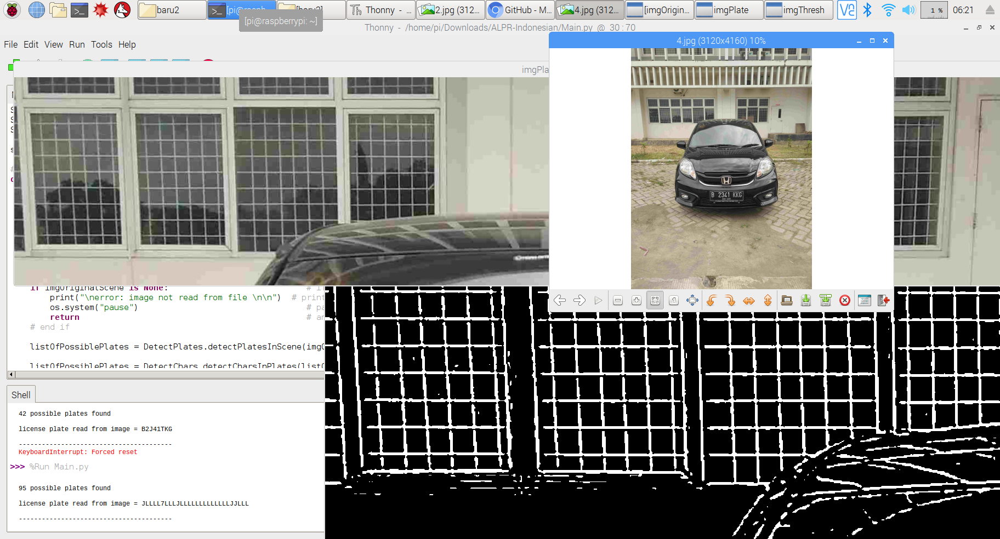 baru2
[pi@raspb...
[baru2]
Thonny - ...
2.jpg (312...
GitHub - M...
4.jpg (312...
[imgOrigin...
imgPlate
imgThresh
1 %
06:21
[pi@raspberrypi: ~]
Thonny - /home/pi/Downloads/ALPR-Indonesian/Main.py @ 30 : 70
File Edit View Run Tools Help
4.jpg (3120x4160) 10%
imgPla
B 2341 KKG
if imgOriginalScene is None: # i
print("\nerror: image not read from file \n\n") # prin
os.system("pause") # pa
return # an
# end if
listOfPossiblePlates = DetectPlates.detectPlatesInScene(imgO
listOfPossiblePlates = DetectChars.detectCharsInPlates(listO
Shell
42 possible plates found
license plate read from image = B2J41TKG
----------------------------------------
KeyboardInterrupt: Forced reset
>>> %Run Main.py
95 possible plates found
license plate read from image = JLLLL7LLLJLLLLLLLLLLLLLJJLLL
----------------------------------------